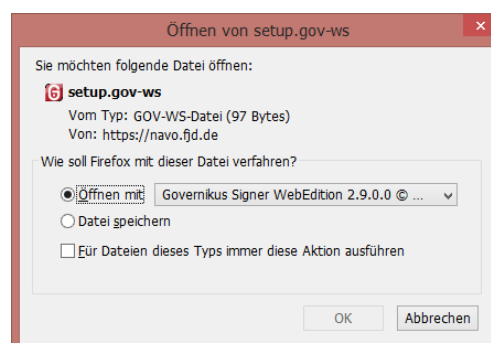 Öffnen von setup.gov-ws
Sie möchten folgende Datei öffnen:
setup.gov-ws
Vom Typ: GOV-WS-Datei (97 Bytes)
Von: https://navo.fjd.de
Wie soll Firefox mit dieser Datei verfahren?
Öffnen mit Governikus Signer WebEdition 2.9.0.0 © ...
Datei speichern
Für Dateien dieses Typs immer diese Aktion ausführen
OK Abbrechen